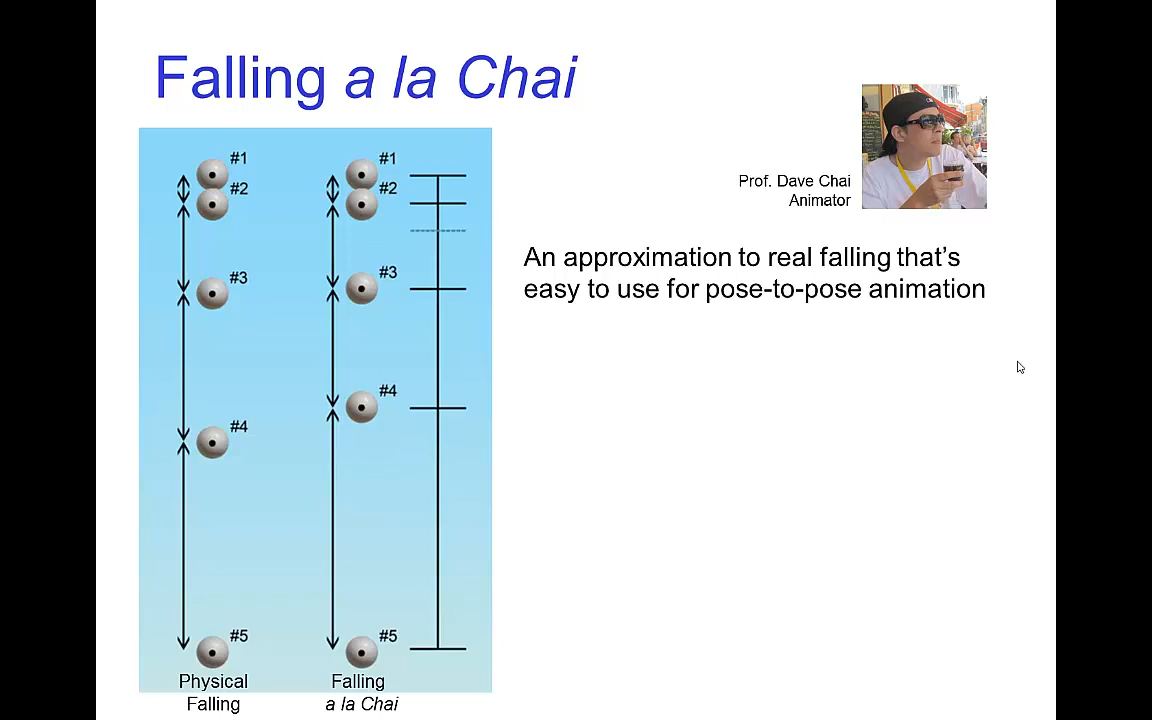 Falling a la Chai
#1
#2
#3
#4
#5
Physical
Falling
#1
#2
#3
#4
#5
Falling
a la Chai
Prof. Dave Chai
Animator
An approximation to real falling that's
easy to use for pose-to-pose animation